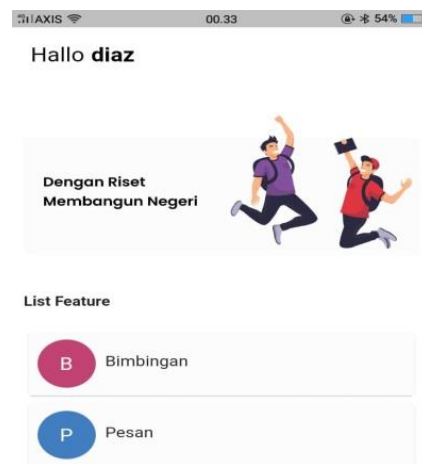 AXIS 00.33 54%
Hallo diaz
Dengan Riset
Membangun Negeri
List Feature
B Bimbingan
P Pesan